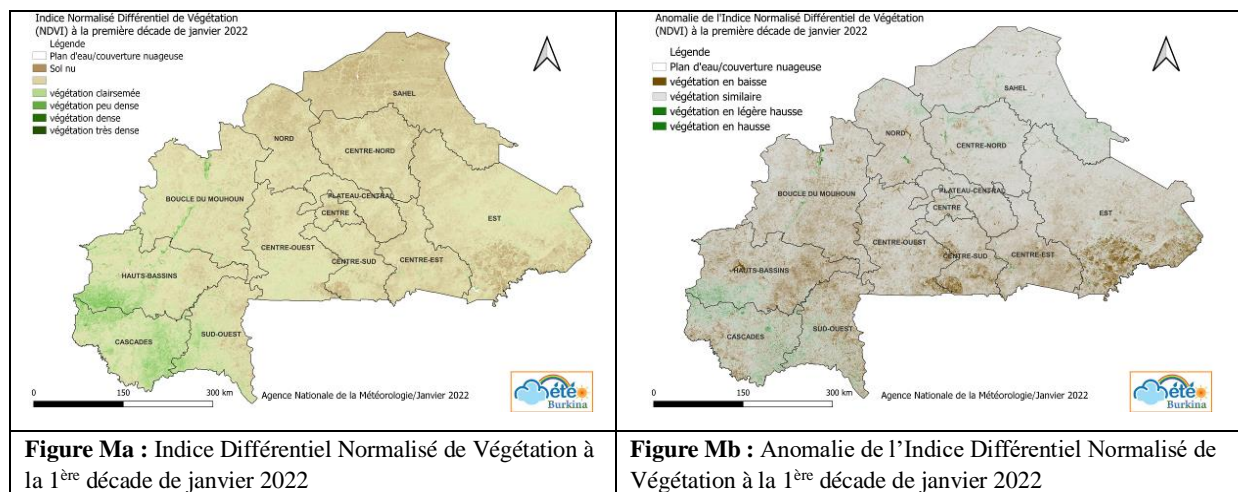 Indice Normalisé Différentiel de Végétation
(NDVI) à la première décade de janvier 2022
Légende
Plan d'eau/couverture nuageuse
Sol nu
végétation clairsemée
végétation peu dense
végétation dense
végétation très dense
SAHEL
NORD
CENTRE-NORD
BOUCLE DU MOUHOUN
PLATEAU-CENTRAL
CENTRE
EST
CENTRE-OUEST
CENTRE-SUD
CENTRE-EST
HAUTS-BASSINS
SUD-OUEST
CASCADES
0 150 300 km
Agence Nationale de la Météorologie/Janvier 2022
Météo
Burkina
Anomalie de l'Indice Normalisé Différentiel de Végétation
(NDVI) à la première décade de janvier 2022
Légende
Plan d'eau/couverture nuageuse
végétation en baisse
végétation similaire
végétation en légère hausse
végétation en hausse
SAHEL
NORD
CENTRE-NORD
BOUCLE DU MOUHOUN
PLATEAU-CENTRAL
CENTRE
EST
CENTRE-OUEST
CENTRE-SUD
CENTRE-EST
HAUTS-BASSINS
SUD-OUEST
CASCADES
0 150 300 km
Agence Nationale de la Météorologie/Janvier 2022
Météo
Burkina
Figure Ma : Indice Différentiel Normalisé de Végétation à
la 1ère décade de janvier 2022
Figure Mb : Anomalie de l’Indice Différentiel Normalisé de
Végétation à la 1ère décade de janvier 2022